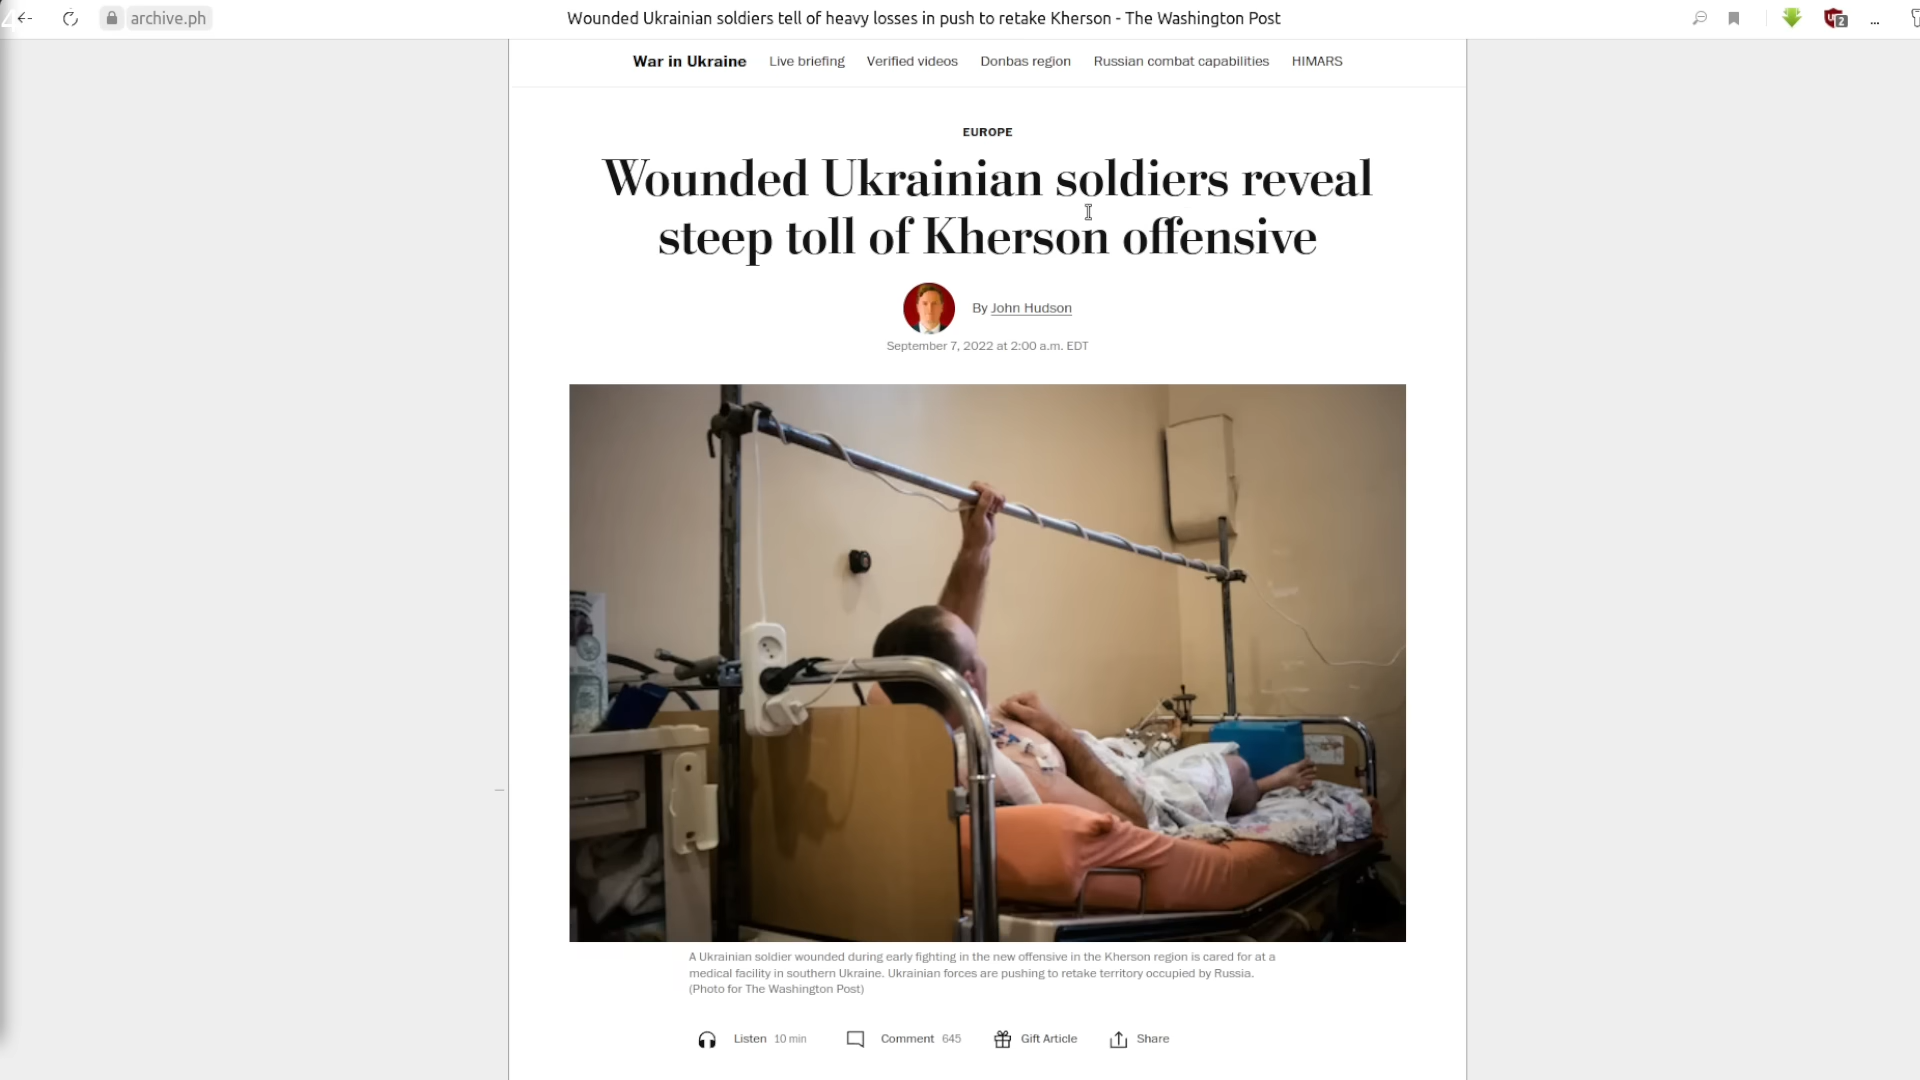 archive.ph
Wounded Ukrainian soldiers tell of heavy losses in push to retake Kherson - The Washington Post
2
...
War in Ukraine Live briefing Verified videos Donbas region Russian combat capabilities HIMARS
EUROPE
Wounded Ukrainian soldiers reveal
steep toll of Kherson offensive
By John Hudson
September 7, 2022 at 2:00 a.m. EDT
A Ukrainian soldier wounded during early fighting in the new offensive in the Kherson region is cared for at a
medical facility in southern Ukraine. Ukrainian forces are pushing to retake territory occupied by Russia.
(Photo for The Washington Post)
Listen 10 min Comment 645 Gift Article Share